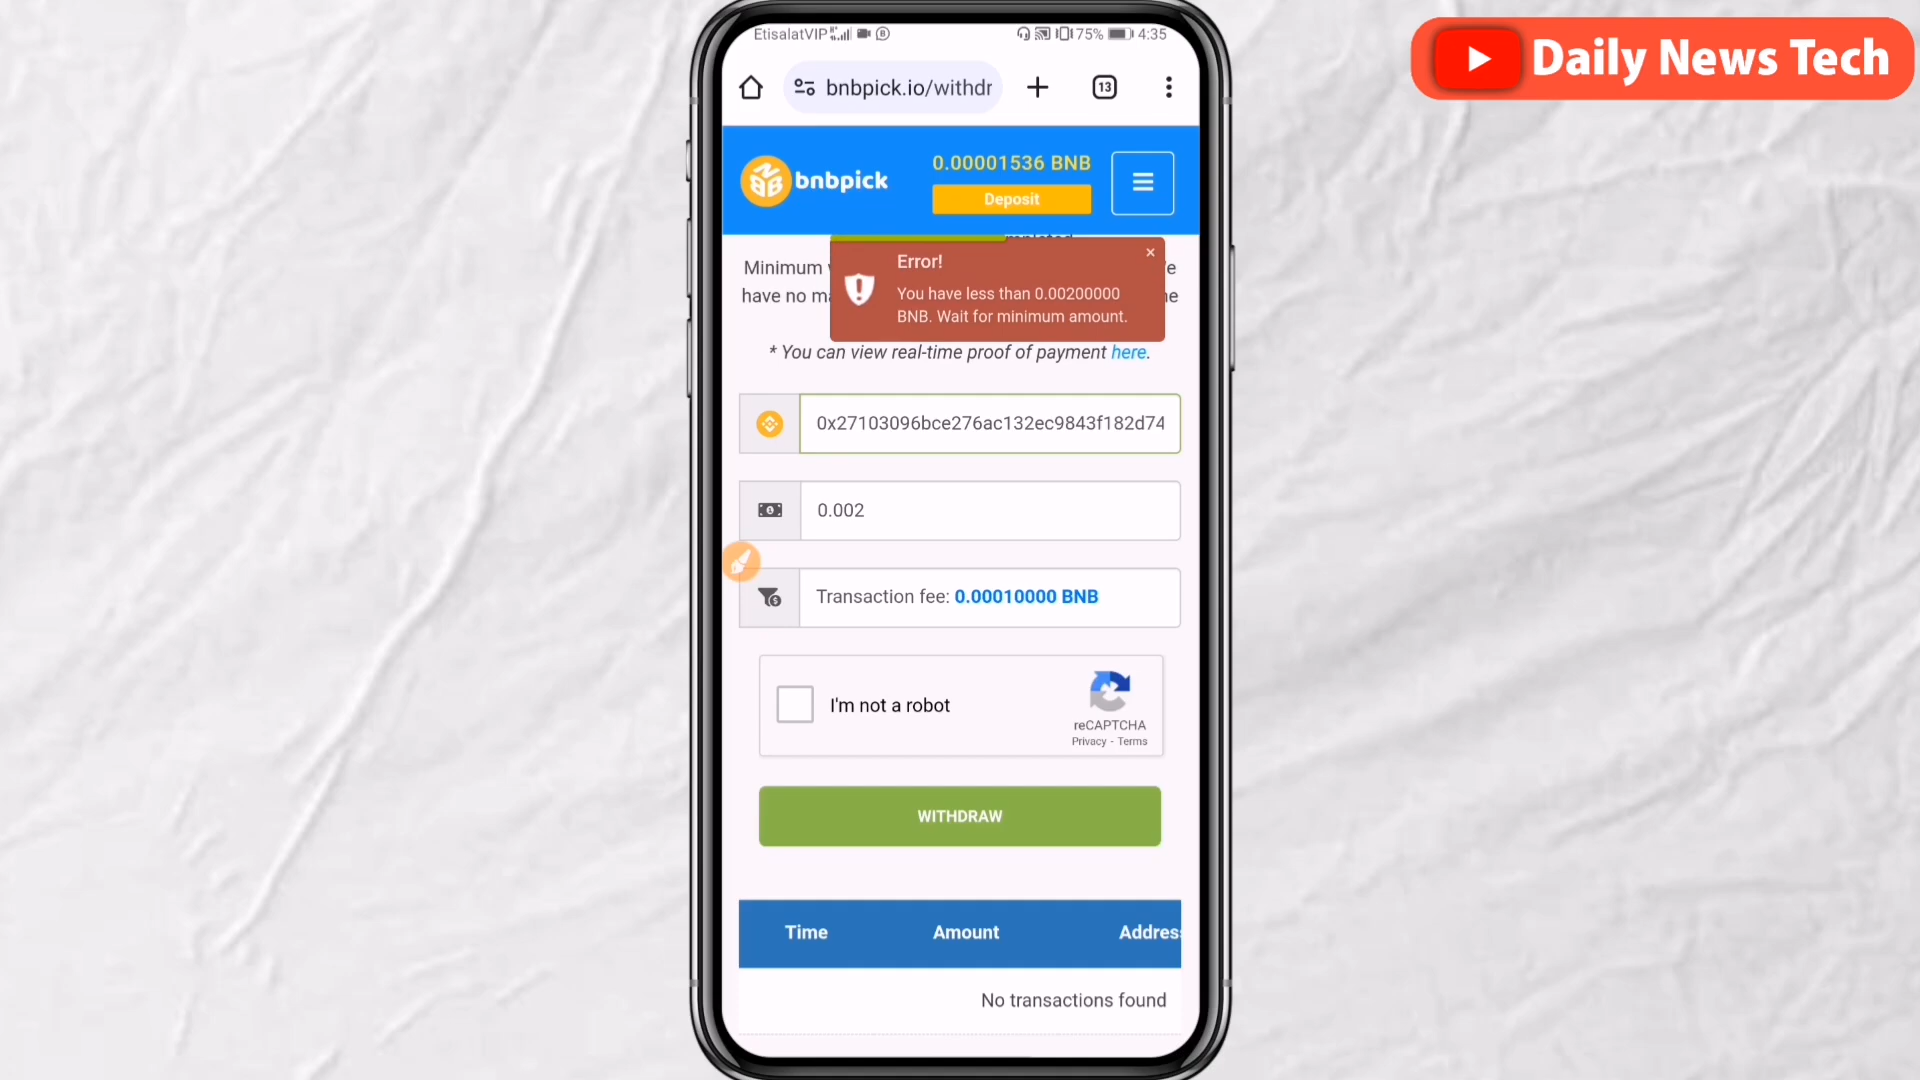 EtisalatVIP
75% 4:35
Daily News Tech
bnbpick.io/withdr
13
0.00001536 BNB
bnbpick
Deposit
Error!
×
Minimum
You have less than 0.00200000
have no
BNB. Wait for minimum amount.
* You can view real-time proof of payment here.
0x27103096bce276ac132ec9843f182d74
0.002
Transaction fee: 0.00010000 BNB
I'm not a robot
reCAPTCHA
Privacy - Terms
WITHDRAW
Time Amount Addres
No transactions found